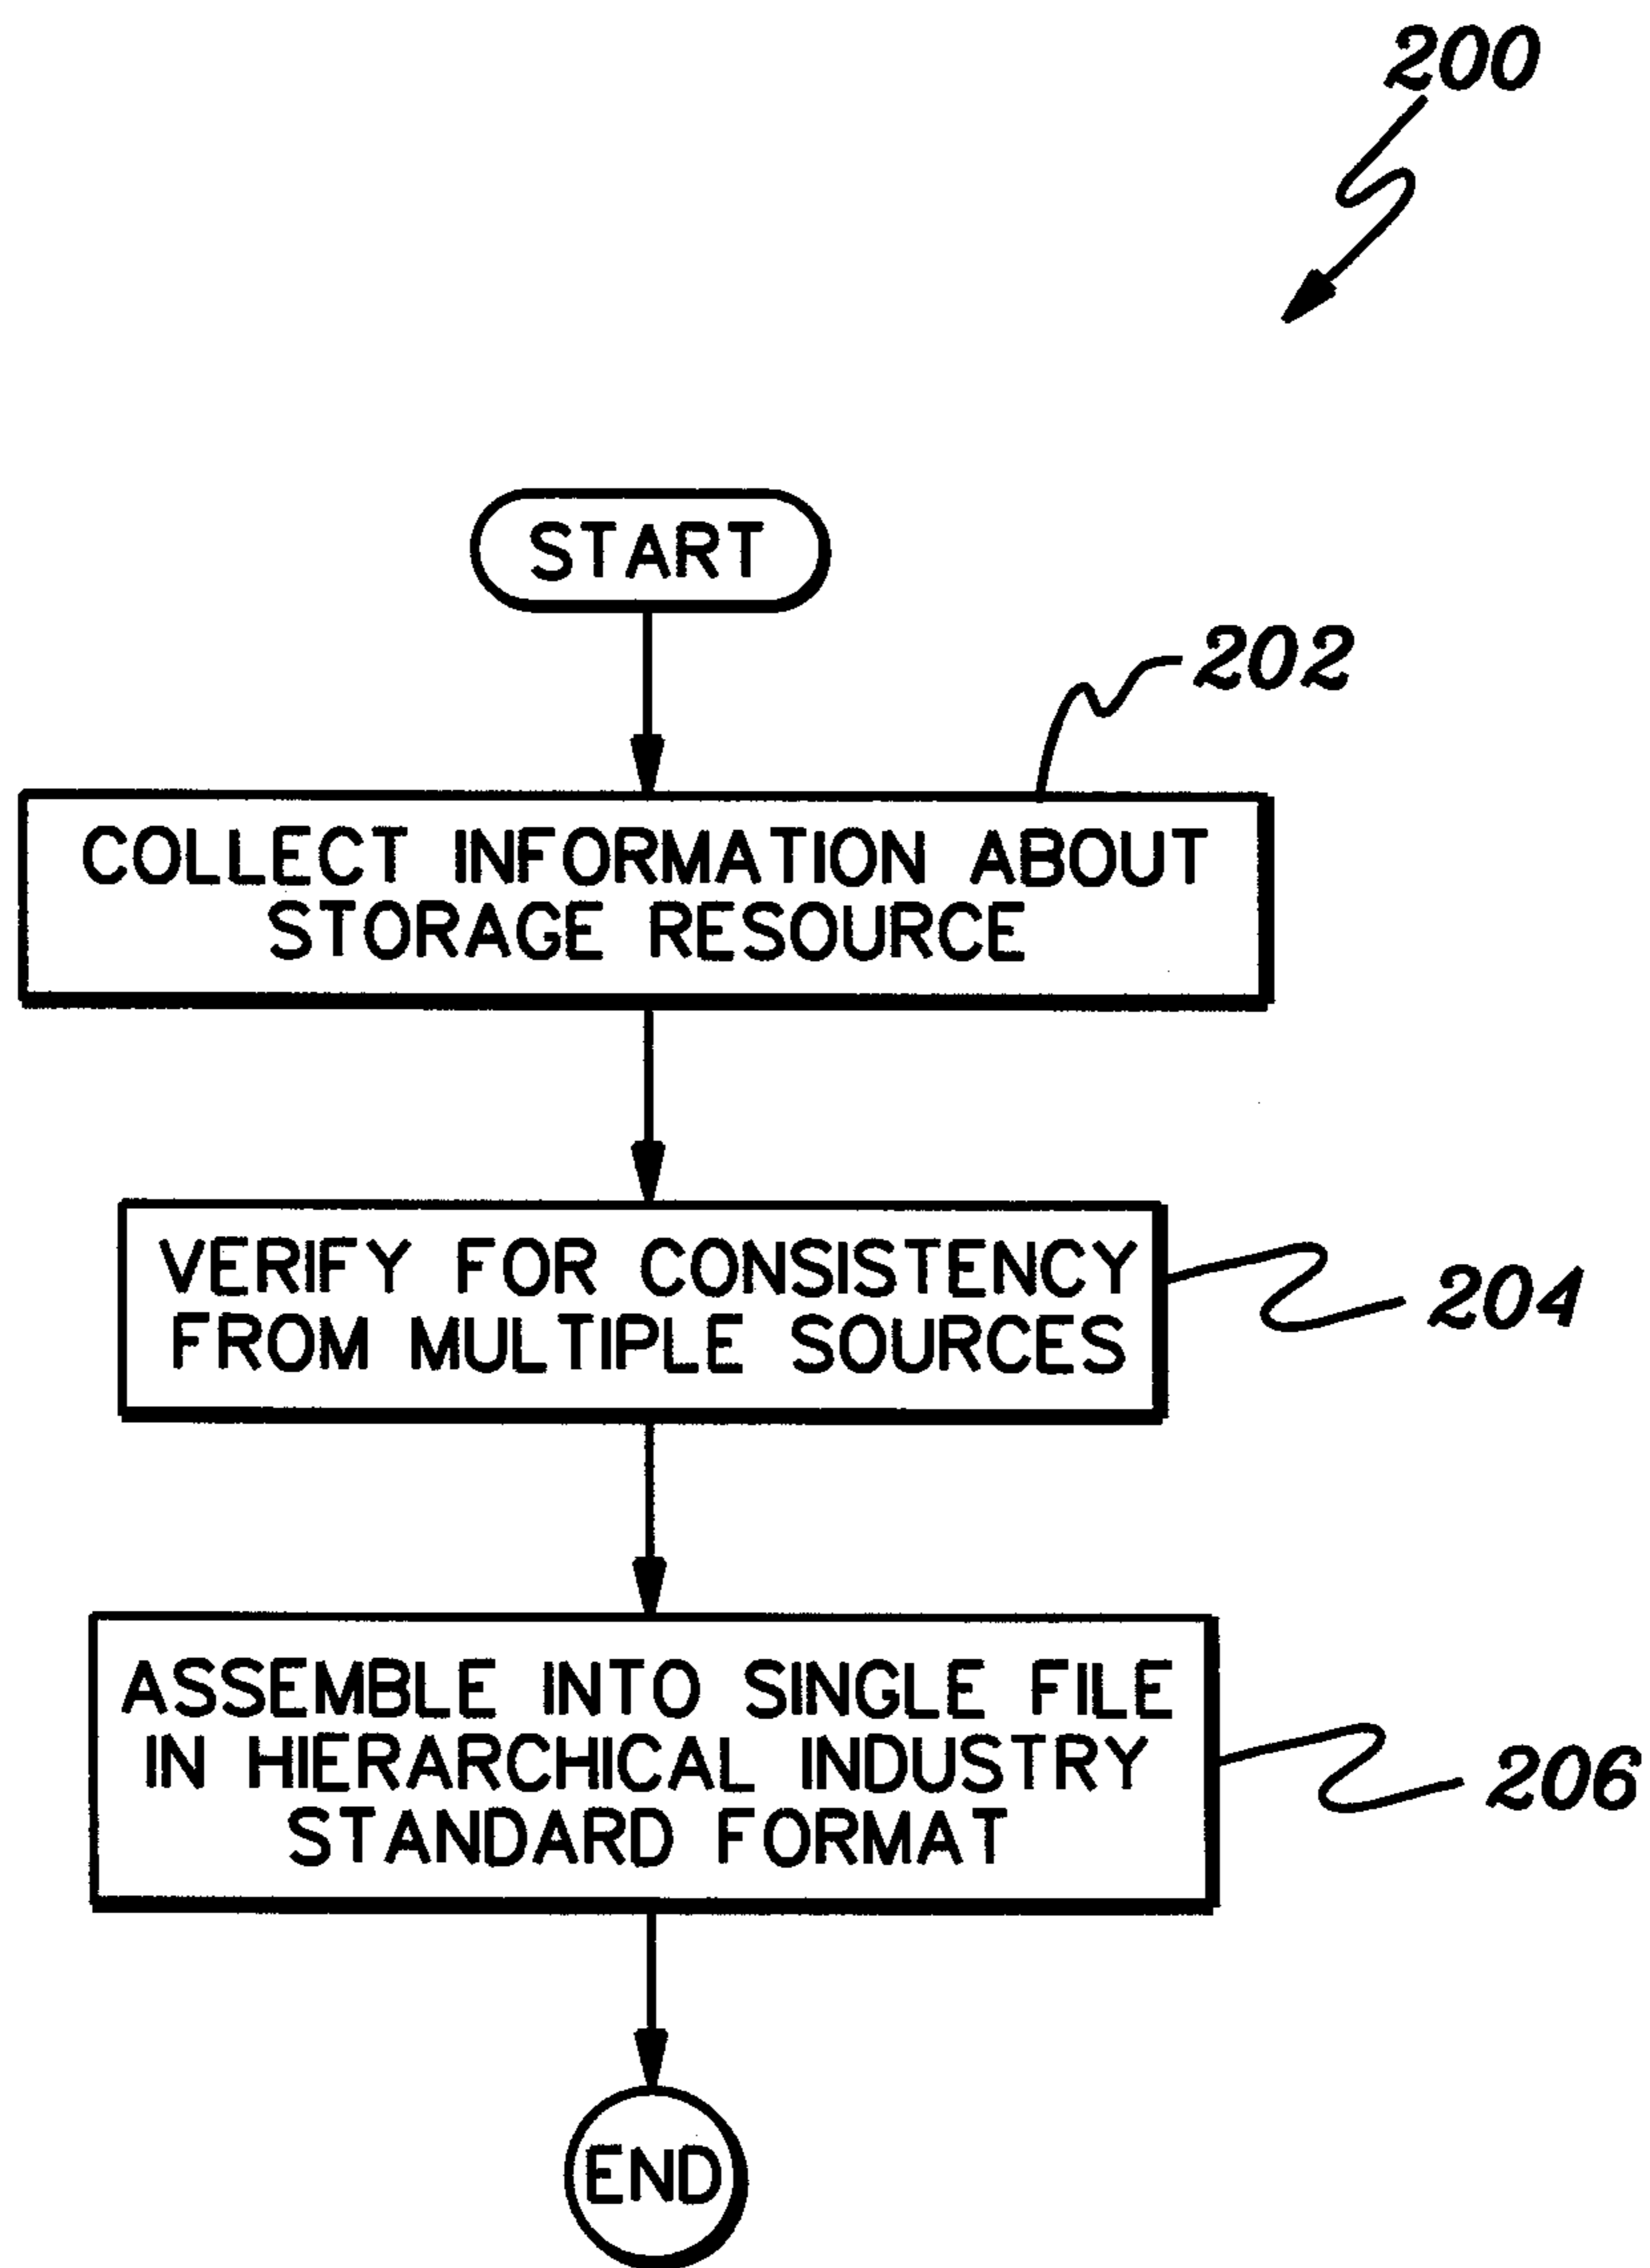 200
START
202
COLLECT INFORMATION ABOUT
STORAGE RESOURCE
VERIFY FOR CONSISTENCY
FROM MULTIPLE SOURCES
204
ASSEMBLE INTO SINGLE FILE
IN HIERARCHICAL INDUSTRY
STANDARD FORMAT
206
END